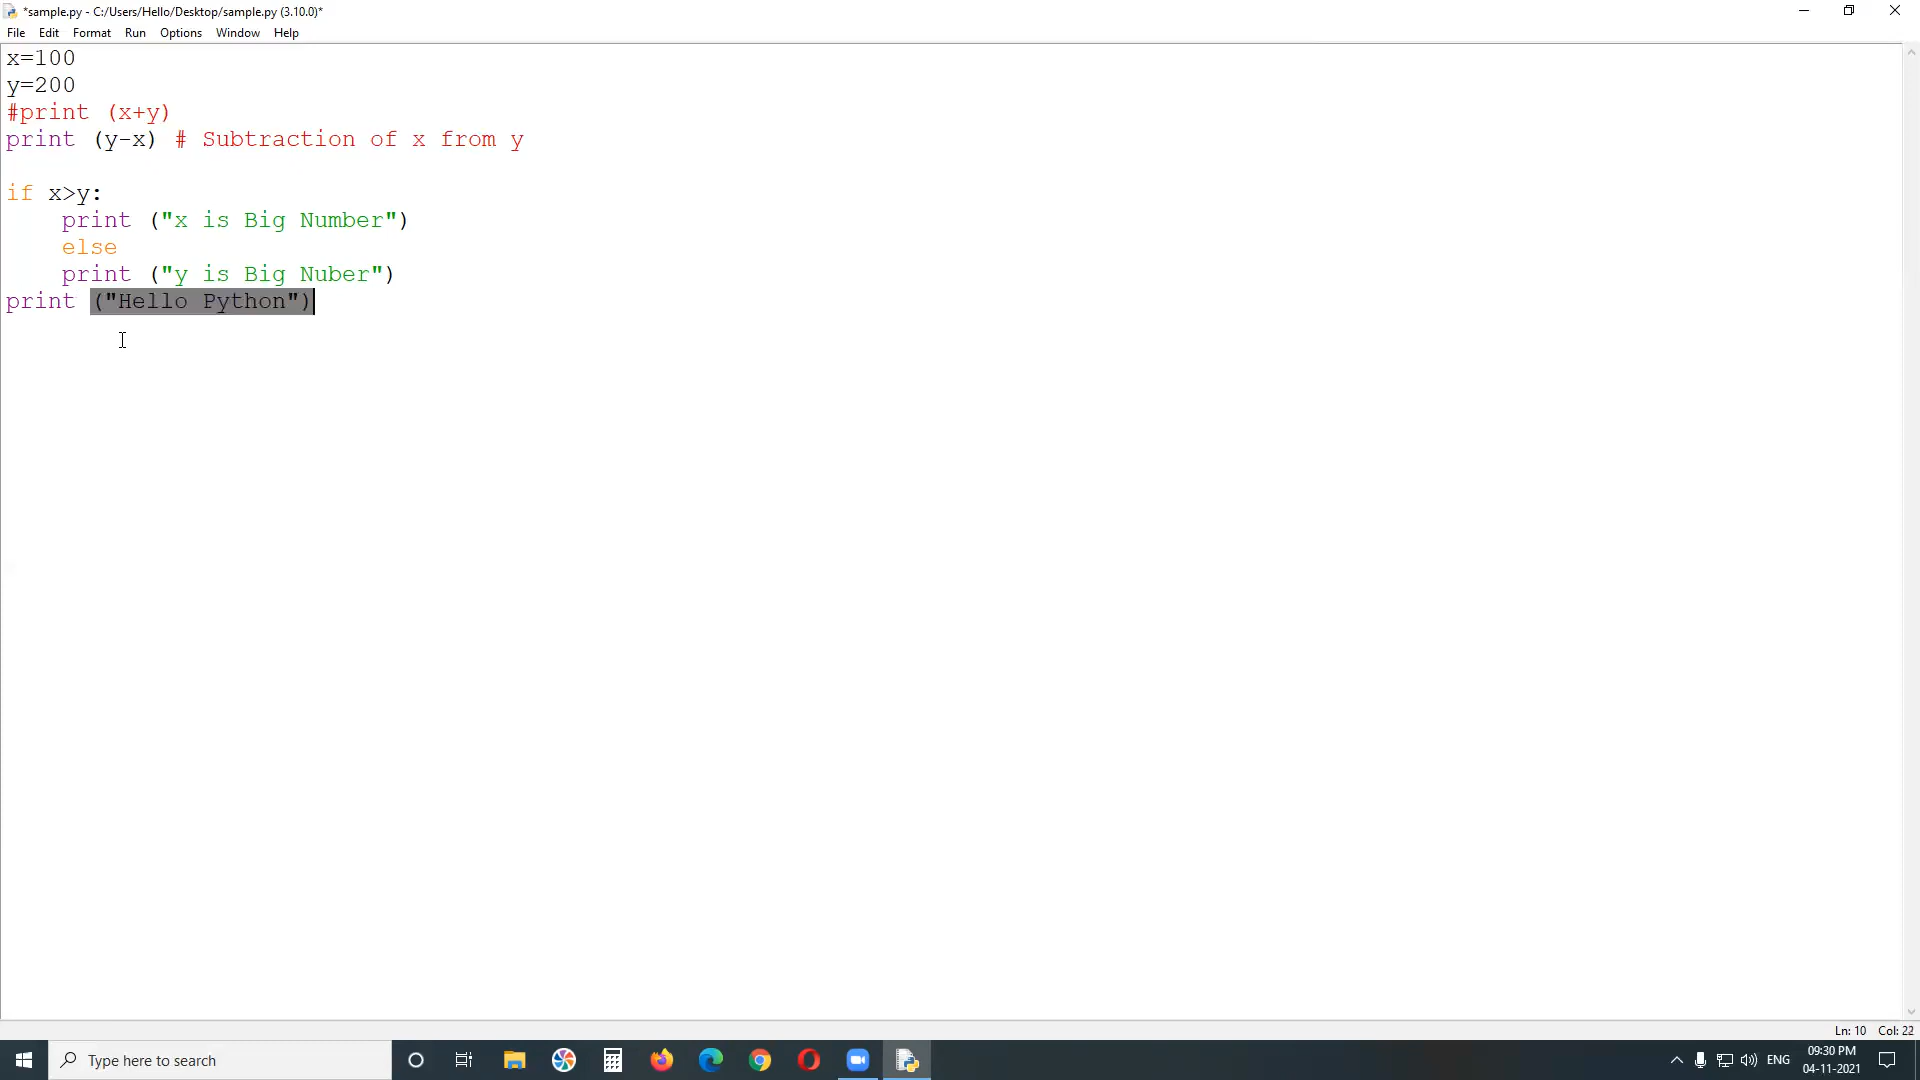 *sample.py - C:/Users/Hello/Desktop/sample.py (3.10.0)*
File Edit Format Run Options Window Help
x=100
y=200
#print (x+y)
print (y-x) # Subtraction of x from y
if x>y:
    print ("x is Big Number")
    else
    print ("y is Big Nuber")
print ("Hello Python")
Ln: 10 Col: 22
Type here to search
ENG
09:30 PM
04-11-2021